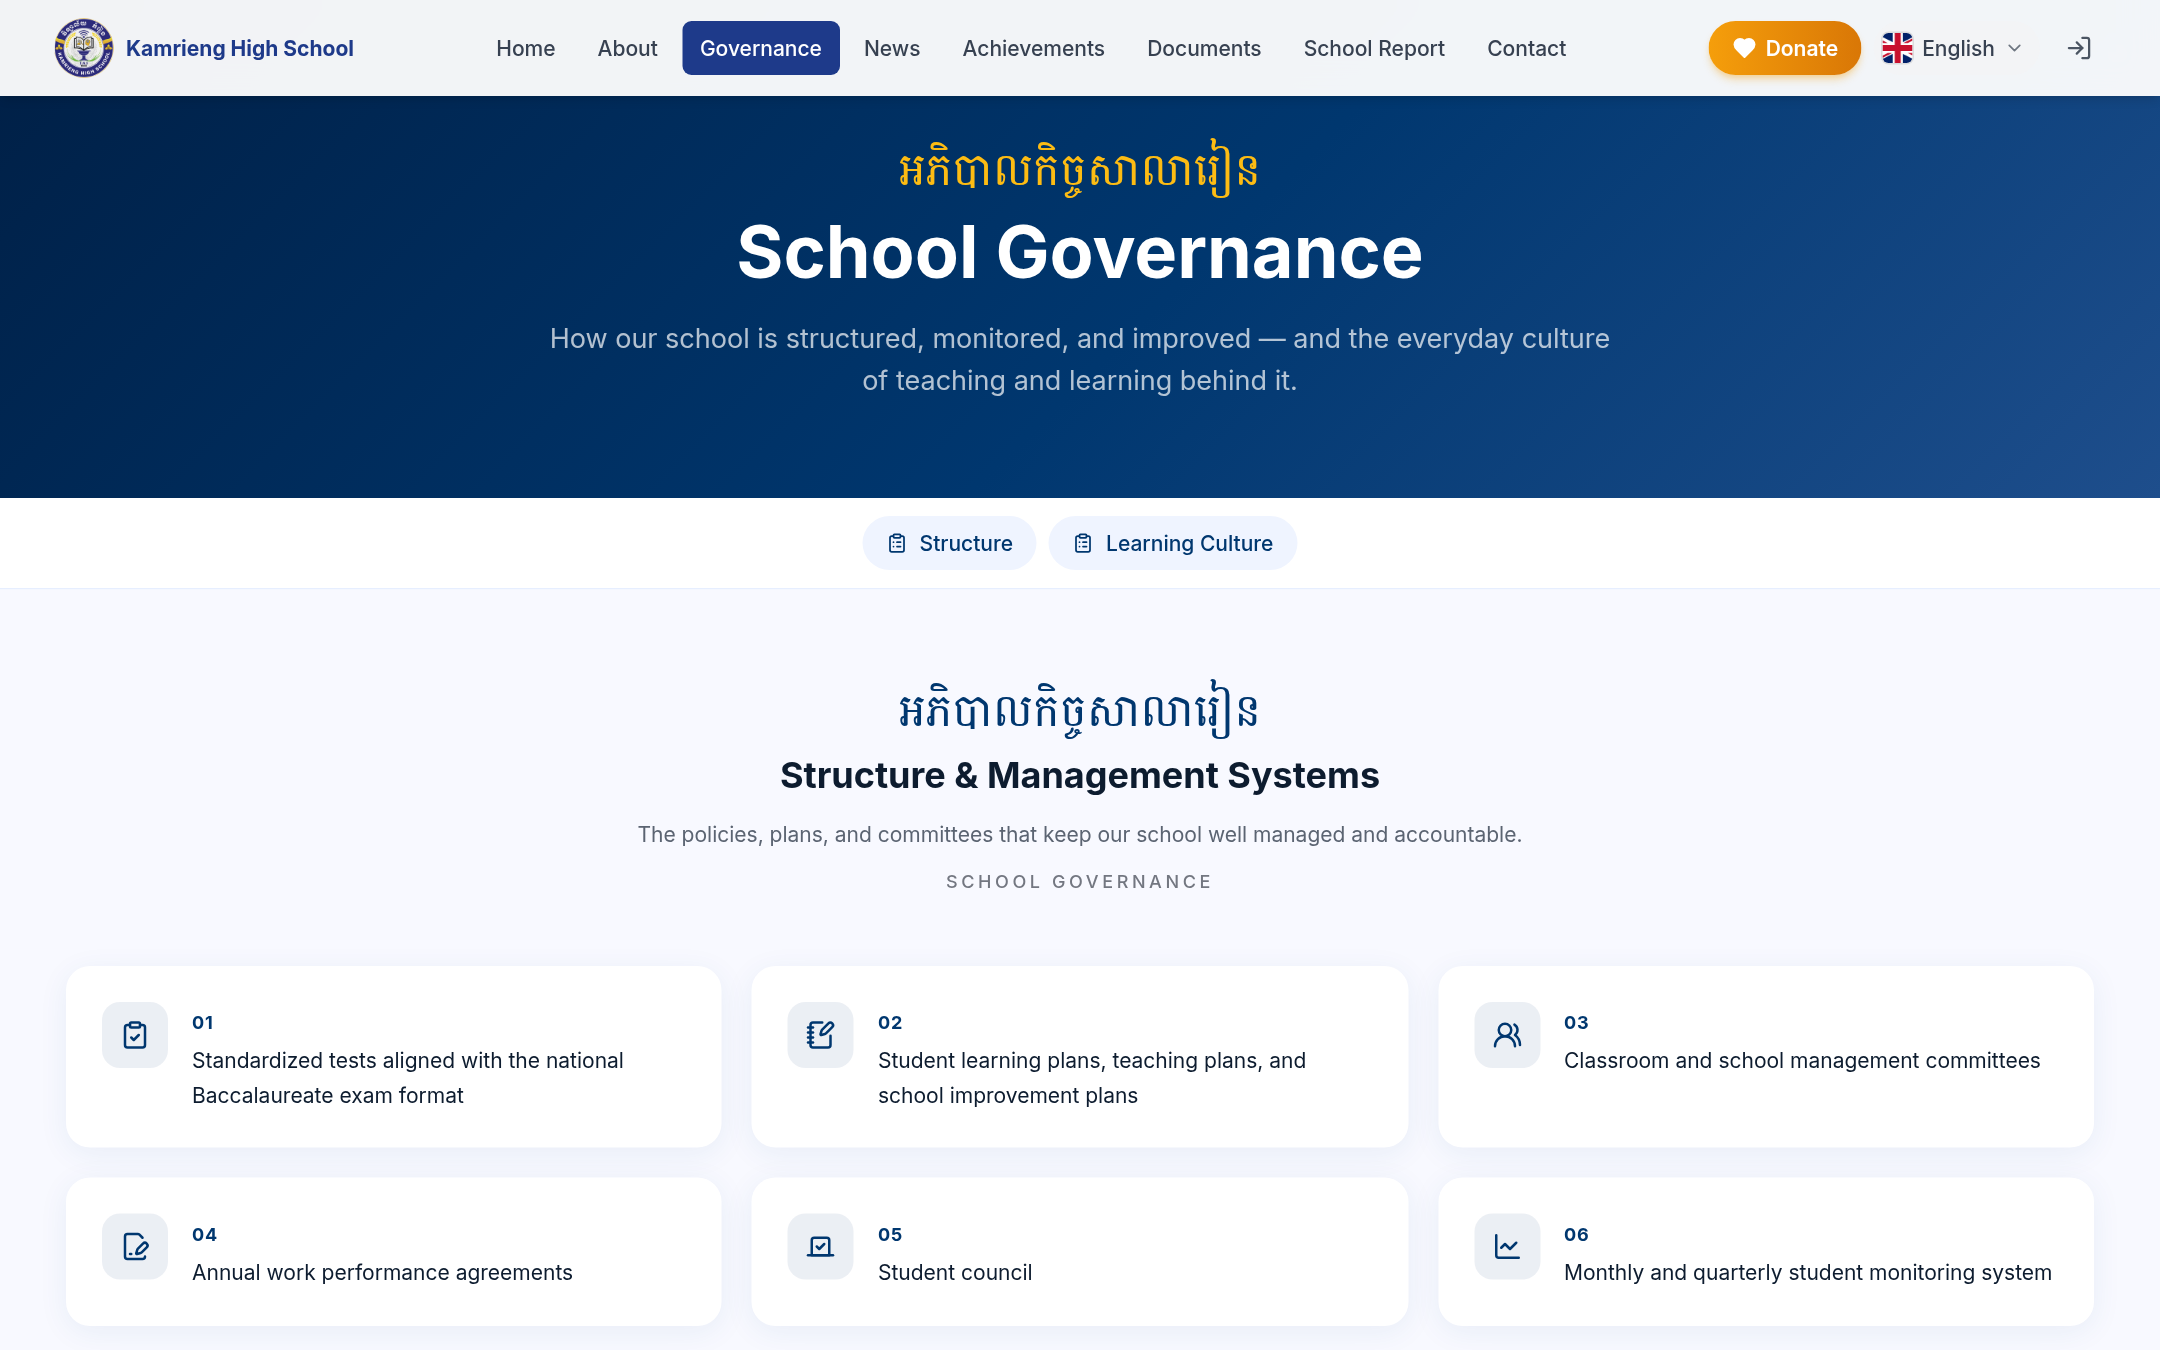 Kamrieng High School
Home
About
Governance
News
Achievements
Documents
School Report
Contact
Donate
English
អភិបាលកិច្ចសាលារៀន
School Governance
How our school is structured, monitored, and improved — and the everyday culture
of teaching and learning behind it.
Structure
Learning Culture
អភិបាលកិច្ចសាលារៀន
Structure & Management Systems
The policies, plans, and committees that keep our school well managed and accountable.
SCHOOL GOVERNANCE
01
Standardized tests aligned with the national
Baccalaureate exam format
02
Student learning plans, teaching plans, and
school improvement plans
03
Classroom and school management committees
04
Annual work performance agreements
05
Student council
06
Monthly and quarterly student monitoring system